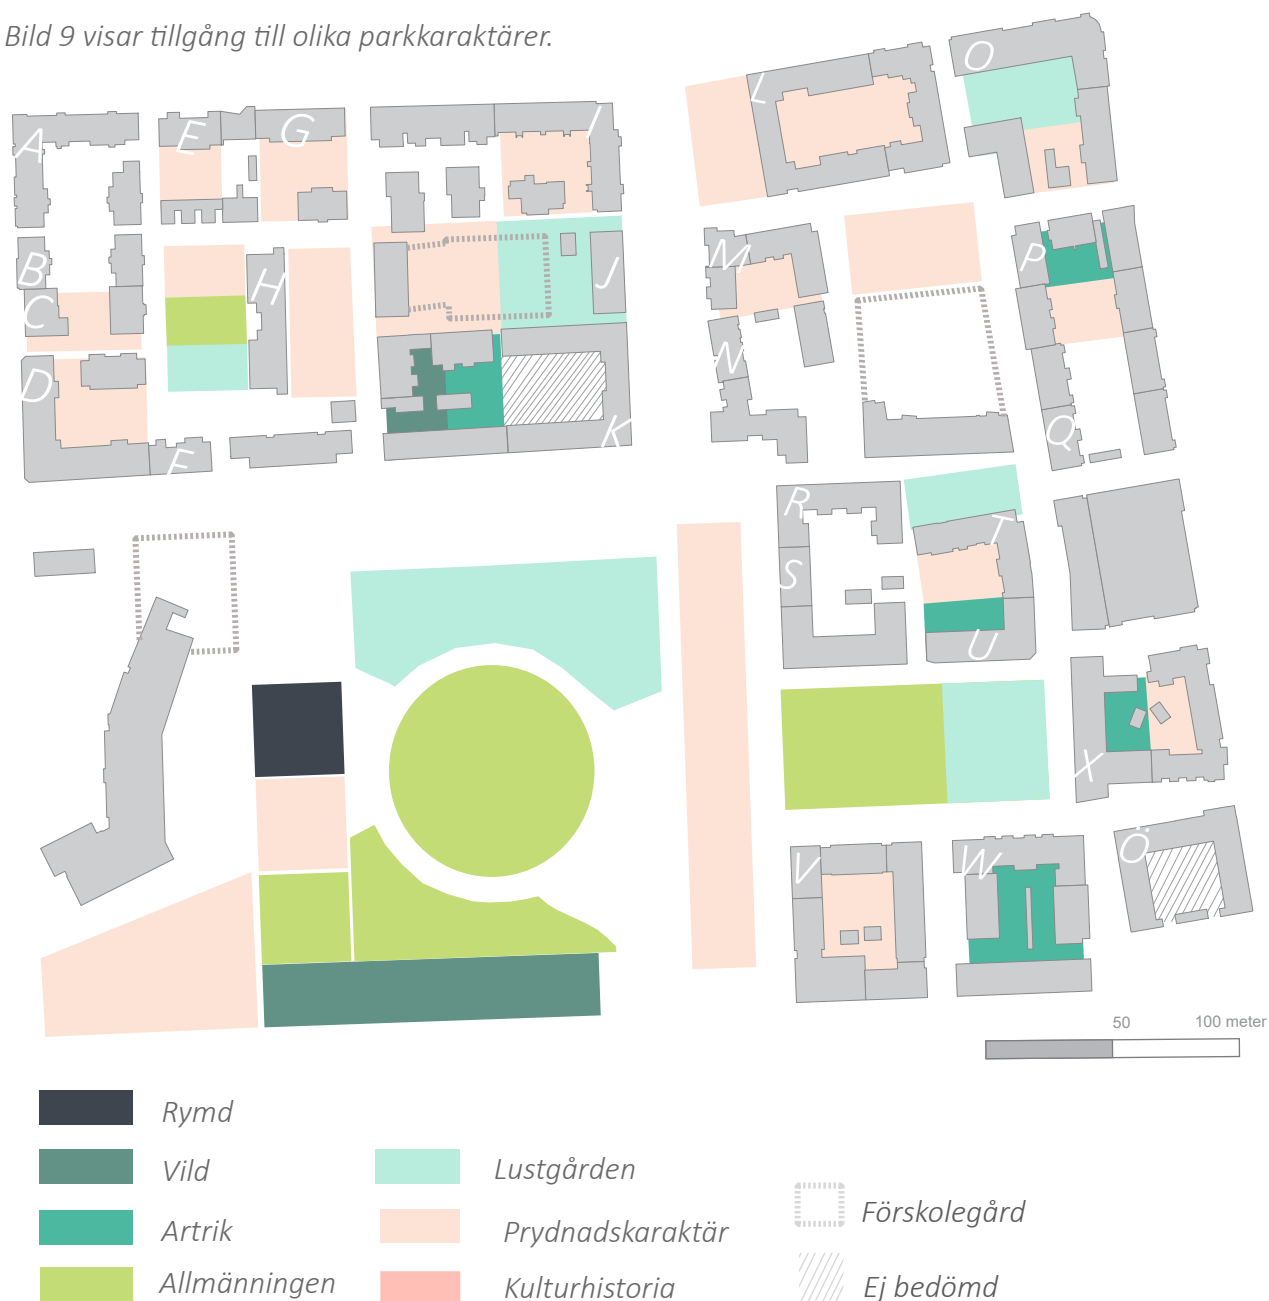 Bild 9 visar tillgång till olika parkkaraktärer.
O
L
A
E
G
I
P
M
B
H
J
C
N
D
Q
K
F
R
T
S
U
X
Ö
V
W
50
100 meter
Rymd
Vild
Lustgården
Förskolegård
Artrik
Prydnadskaraktär
Allmänningen
Kulturhistoria
Ej bedömd